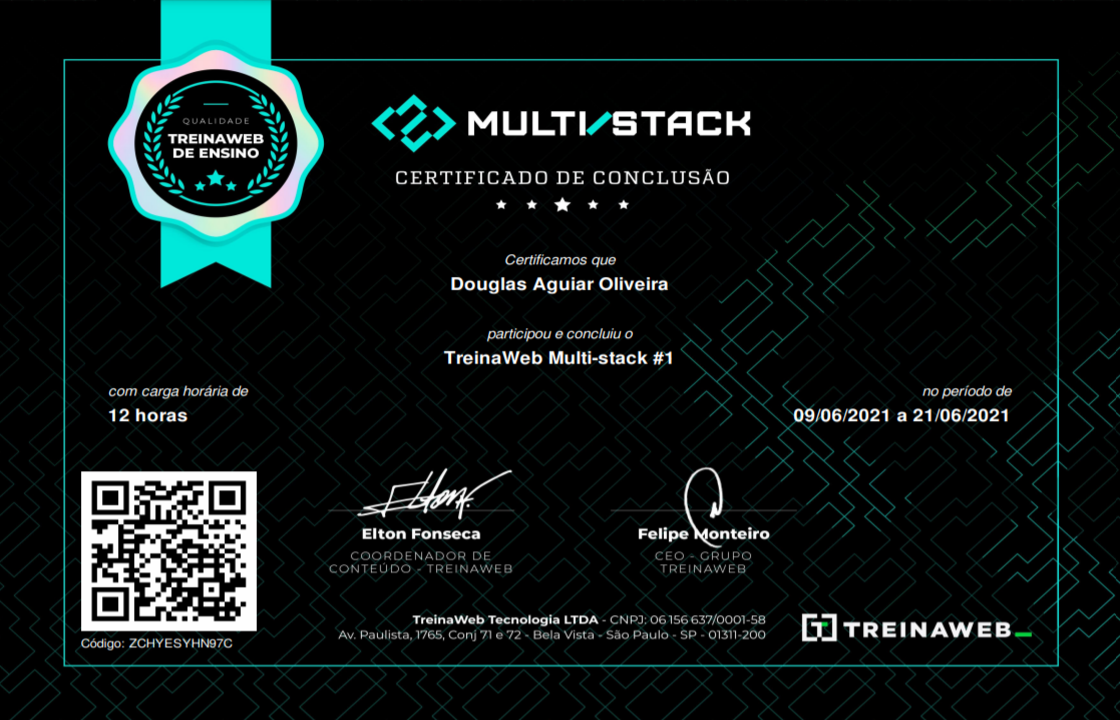 QUALIDADE
TREINAWEB
DE ENSINO
MULTI/STACK
CERTIFICADO DE CONCLUSÃO
Certificamos que
Douglas Aguiar Oliveira
participou e concluiu o
TreinaWeb Multi-stack #1
com carga horária de
12 horas
no período de
09/06/2021 a 21/06/2021
Elton F.
Elton Fonseca
COORDENADOR DE
CONTEÚDO - TREINAWEB
Felipe Monteiro
CEO - GRUPO
TREINAWEB
TreinaWeb Tecnologia LTDA - CNPJ: 06 156 637/0001-58
Av. Paulista, 1765, Conj 71 e 72 - Bela Vista - São Paulo - SP - 01311-200
Código: ZCHYESYHN97C
TREINAWEB_